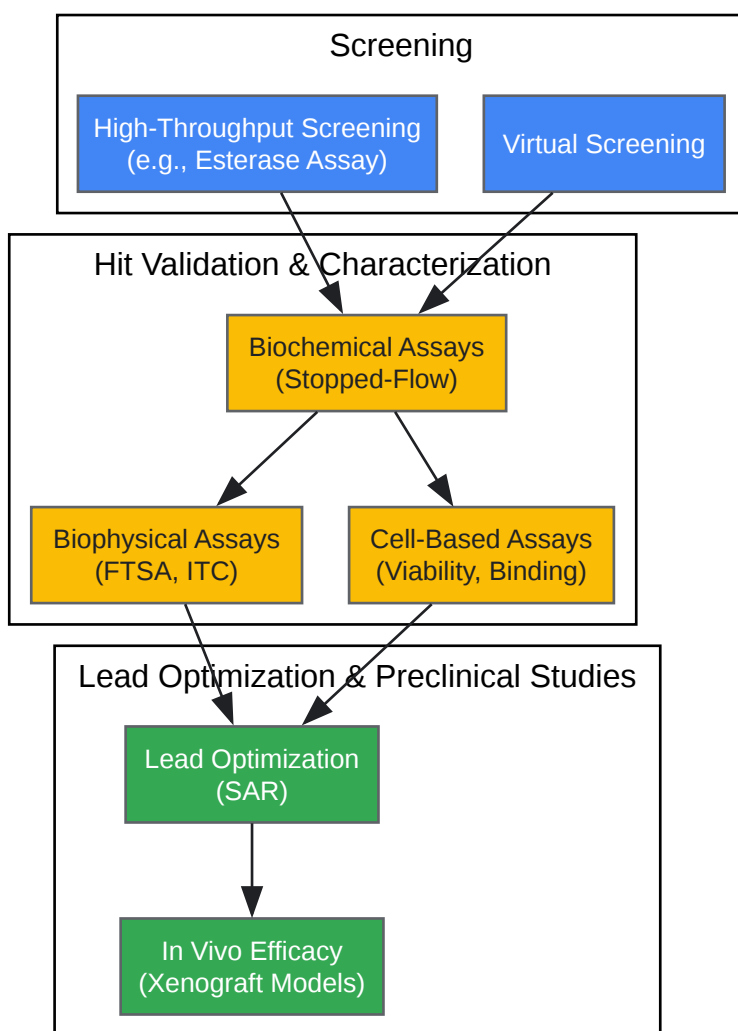 Screening
High-Throughput Screening
(e.g., Esterase Assay)
Virtual Screening
Hit Validation & Characterization
Biochemical Assays
(Stopped-Flow)
Biophysical Assays
(FTSA, ITC)
Cell-Based Assays
(Viability, Binding)
Lead Optimization & Preclinical Studies
Lead Optimization
(SAR)
In Vivo Efficacy
(Xenograft Models)